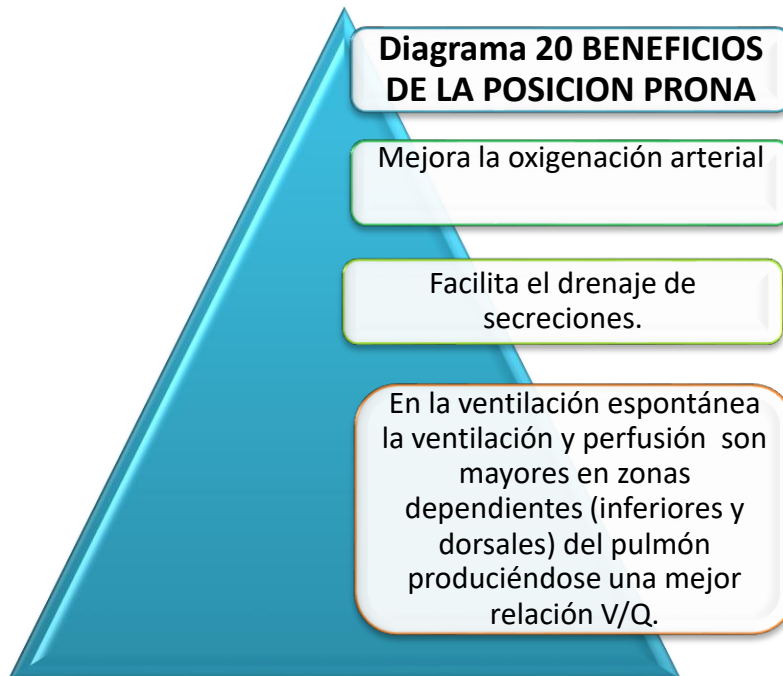 Diagrama 20 BENEFICIOS
DE LA POSICION PRONA
Mejora la oxigenación arterial
Facilita el drenaje de
secreciones.
En la ventilación espontánea
la ventilación y perfusión son
mayores en zonas
dependientes (inferiores y
dorsales) del pulmón
produciéndose una mejor
relación V/Q.